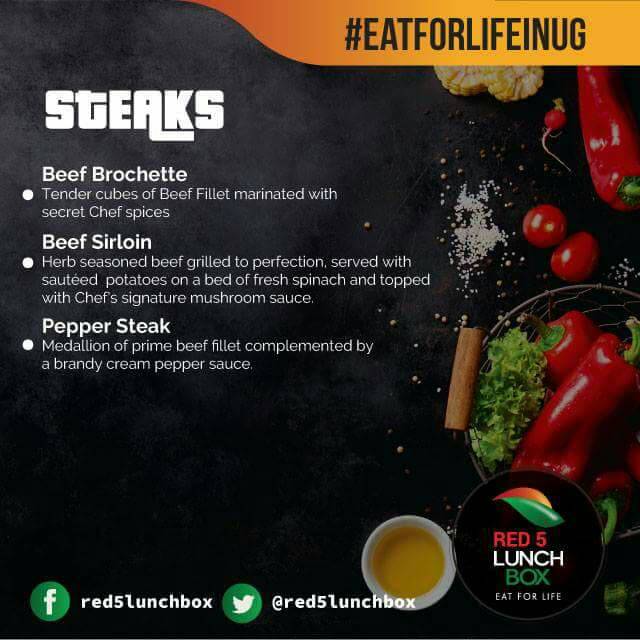 #EATFORLIFEINUG
STEAKS
Beef Brochette
Tender cubes of Beef Fillet marinated with
secret Chef spices
Beef Sirloin
Herb seasoned beef grilled to perfection, served with
sautéed potatoes on a bed of fresh spinach and topped
with Chef's signature mushroom sauce.
Pepper Steak
Medallion of prime beef fillet complemented by
a brandy cream pepper sauce.
RED 5
LUNCH
BOX
EAT FOR LIFE
red5lunchbox
@red5lunchbox